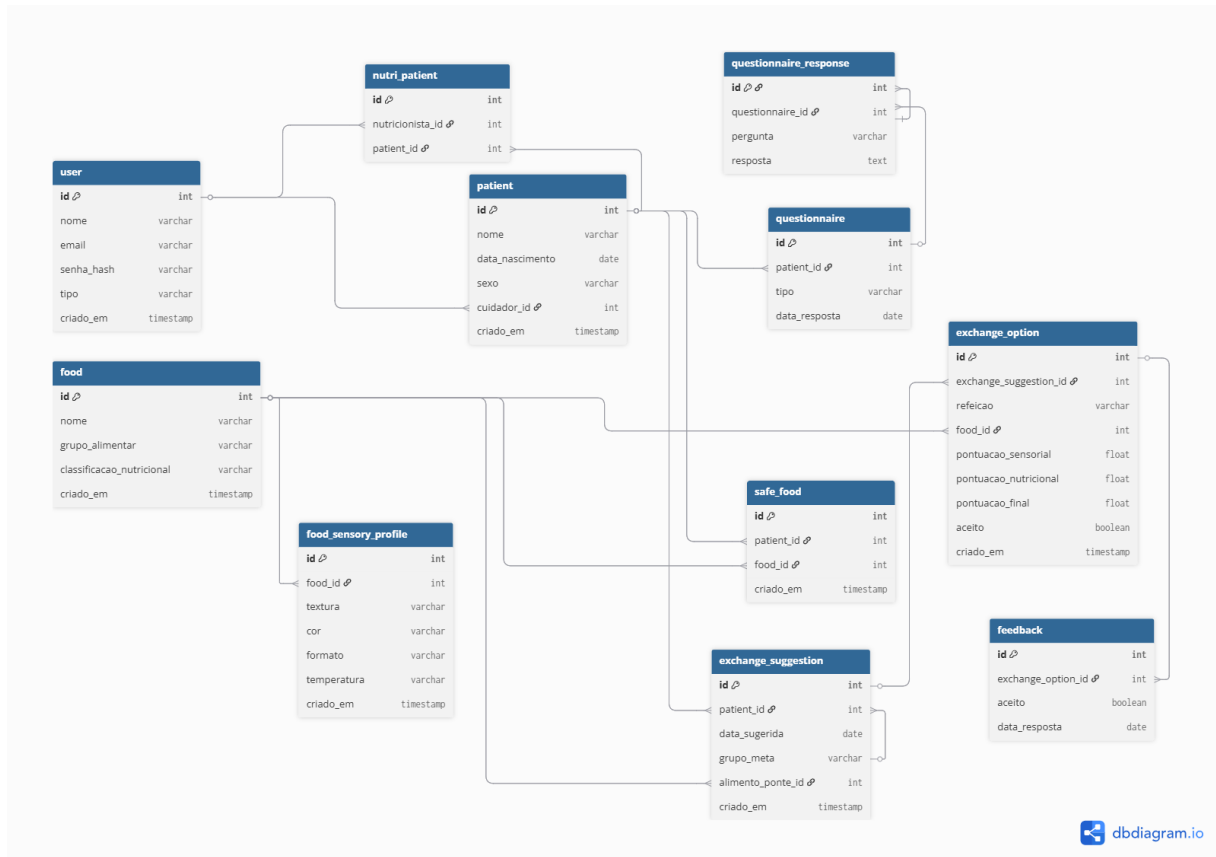 nutri_patient
id int
nutricionista_id int
patient_id int
questionnaire_response
id int
questionnaire_id int
pergunta varchar
resposta text
user
id int
nome varchar
email varchar
senha_hash varchar
tipo varchar
criado_em timestamp
patient
id int
nome varchar
data_nascimento date
sexo varchar
cuidador_id int
criado_em timestamp
questionnaire
id int
patient_id int
tipo varchar
data_resposta date
exchange_option
id int
exchange_suggestion_id int
refeicao varchar
food_id int
pontuacao_sensorial float
pontuacao_nutricional float
pontuacao_final float
aceito boolean
criado_em timestamp
food
id int
nome varchar
grupo_alimentar varchar
classificacao_nutricional varchar
criado_em timestamp
safe_food
id int
patient_id int
food_id int
criado_em timestamp
food_sensory_profile
id int
food_id int
textura varchar
cor varchar
formato varchar
temperatura varchar
criado_em timestamp
feedback
id int
exchange_option_id int
aceito boolean
data_resposta date
exchange_suggestion
id int
patient_id int
data_sugerida date
grupo_meta varchar
alimento_ponte_id int
criado_em timestamp
dbdiagram.io